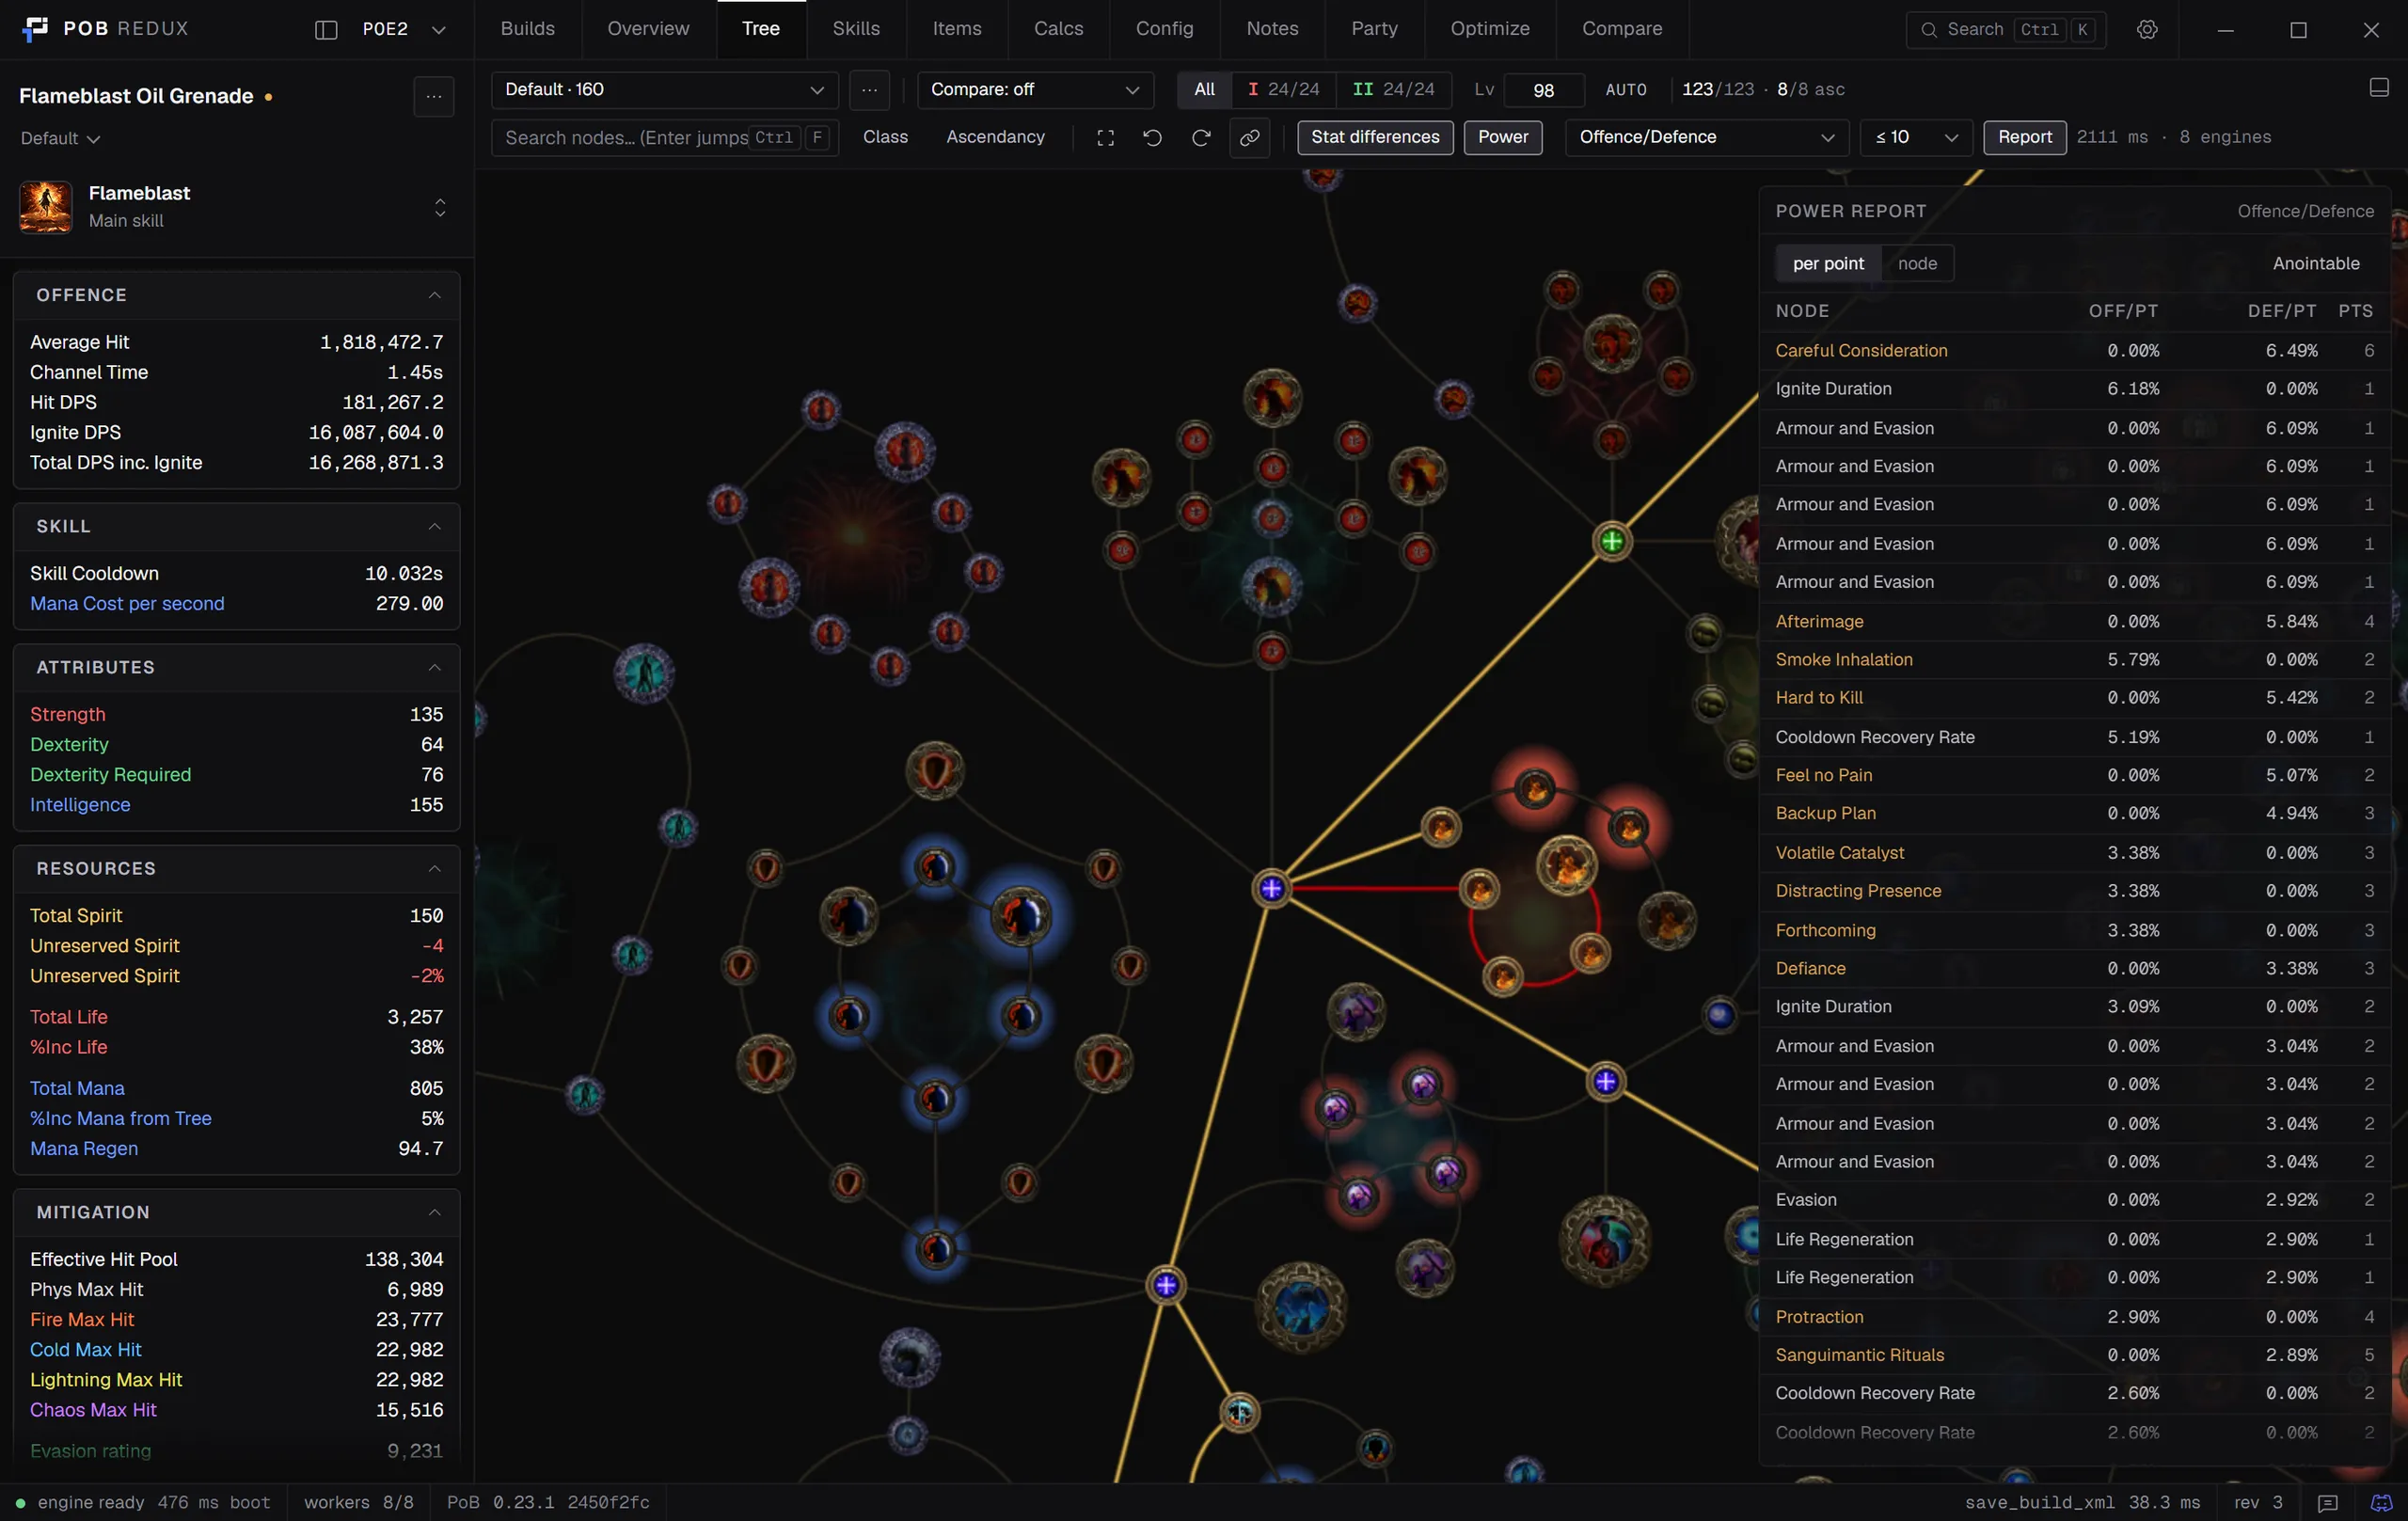 POB REDUX
POE2
Builds
Overview
Tree
Skills
Items
Calcs
Config
Notes
Party
Optimize
Compare
Search Ctrl K
Flameblast Oil Grenade
Default
Flameblast
Main skill
Default · 160
Compare: off
All
I 24/24
II 24/24
Lv 98
AUTO
123/123 · 8/8 asc
Search nodes... (Enter jumps Ctrl F
Class
Ascendancy
Stat differences
Power
Offence/Defence
≤ 10
Report
2111 ms · 8 engines
OFFENCE
Average Hit 1,818,472.7
Channel Time 1.45s
Hit DPS 181,267.2
Ignite DPS 16,087,604.0
Total DPS inc. Ignite 16,268,871.3
SKILL
Skill Cooldown 10.032s
Mana Cost per second 279.00
ATTRIBUTES
Strength 135
Dexterity 64
Dexterity Required 76
Intelligence 155
RESOURCES
Total Spirit 150
Unreserved Spirit -4
Unreserved Spirit -2%
Total Life 3,257
%Inc Life 38%
Total Mana 805
%Inc Mana from Tree 5%
Mana Regen 94.7
MITIGATION
Effective Hit Pool 138,304
Phys Max Hit 6,989
Fire Max Hit 23,777
Cold Max Hit 22,982
Lightning Max Hit 22,982
Chaos Max Hit 15,516
Evasion rating 9,231
POWER REPORT Offence/Defence
per point node Anointable
NODE OFF/PT DEF/PT PTS
Careful Consideration 0.00% 6.49% 6
Ignite Duration 6.18% 0.00% 1
Armour and Evasion 0.00% 6.09% 1
Armour and Evasion 0.00% 6.09% 1
Armour and Evasion 0.00% 6.09% 1
Armour and Evasion 0.00% 6.09% 1
Armour and Evasion 0.00% 6.09% 1
Afterimage 0.00% 5.84% 4
Smoke Inhalation 5.79% 0.00% 2
Hard to Kill 0.00% 5.42% 2
Cooldown Recovery Rate 5.19% 0.00% 1
Feel no Pain 0.00% 5.07% 2
Backup Plan 0.00% 4.94% 3
Volatile Catalyst 3.38% 0.00% 3
Distracting Presence 3.38% 0.00% 3
Forthcoming 3.38% 0.00% 3
Defiance 0.00% 3.38% 3
Ignite Duration 3.09% 0.00% 2
Armour and Evasion 0.00% 3.04% 2
Armour and Evasion 0.00% 3.04% 2
Armour and Evasion 0.00% 3.04% 2
Armour and Evasion 0.00% 3.04% 2
Evasion 0.00% 2.92% 2
Life Regeneration 0.00% 2.90% 1
Life Regeneration 0.00% 2.90% 1
Protraction 2.90% 0.00% 4
Sanguimantic Rituals 0.00% 2.89% 5
Cooldown Recovery Rate 2.60% 0.00% 2
Cooldown Recovery Rate 2.60% 0.00% 2
engine ready 476 ms boot
workers 8/8
PoB 0.23.1 2450f2fc
save_build_xml 38.3 ms
rev 3